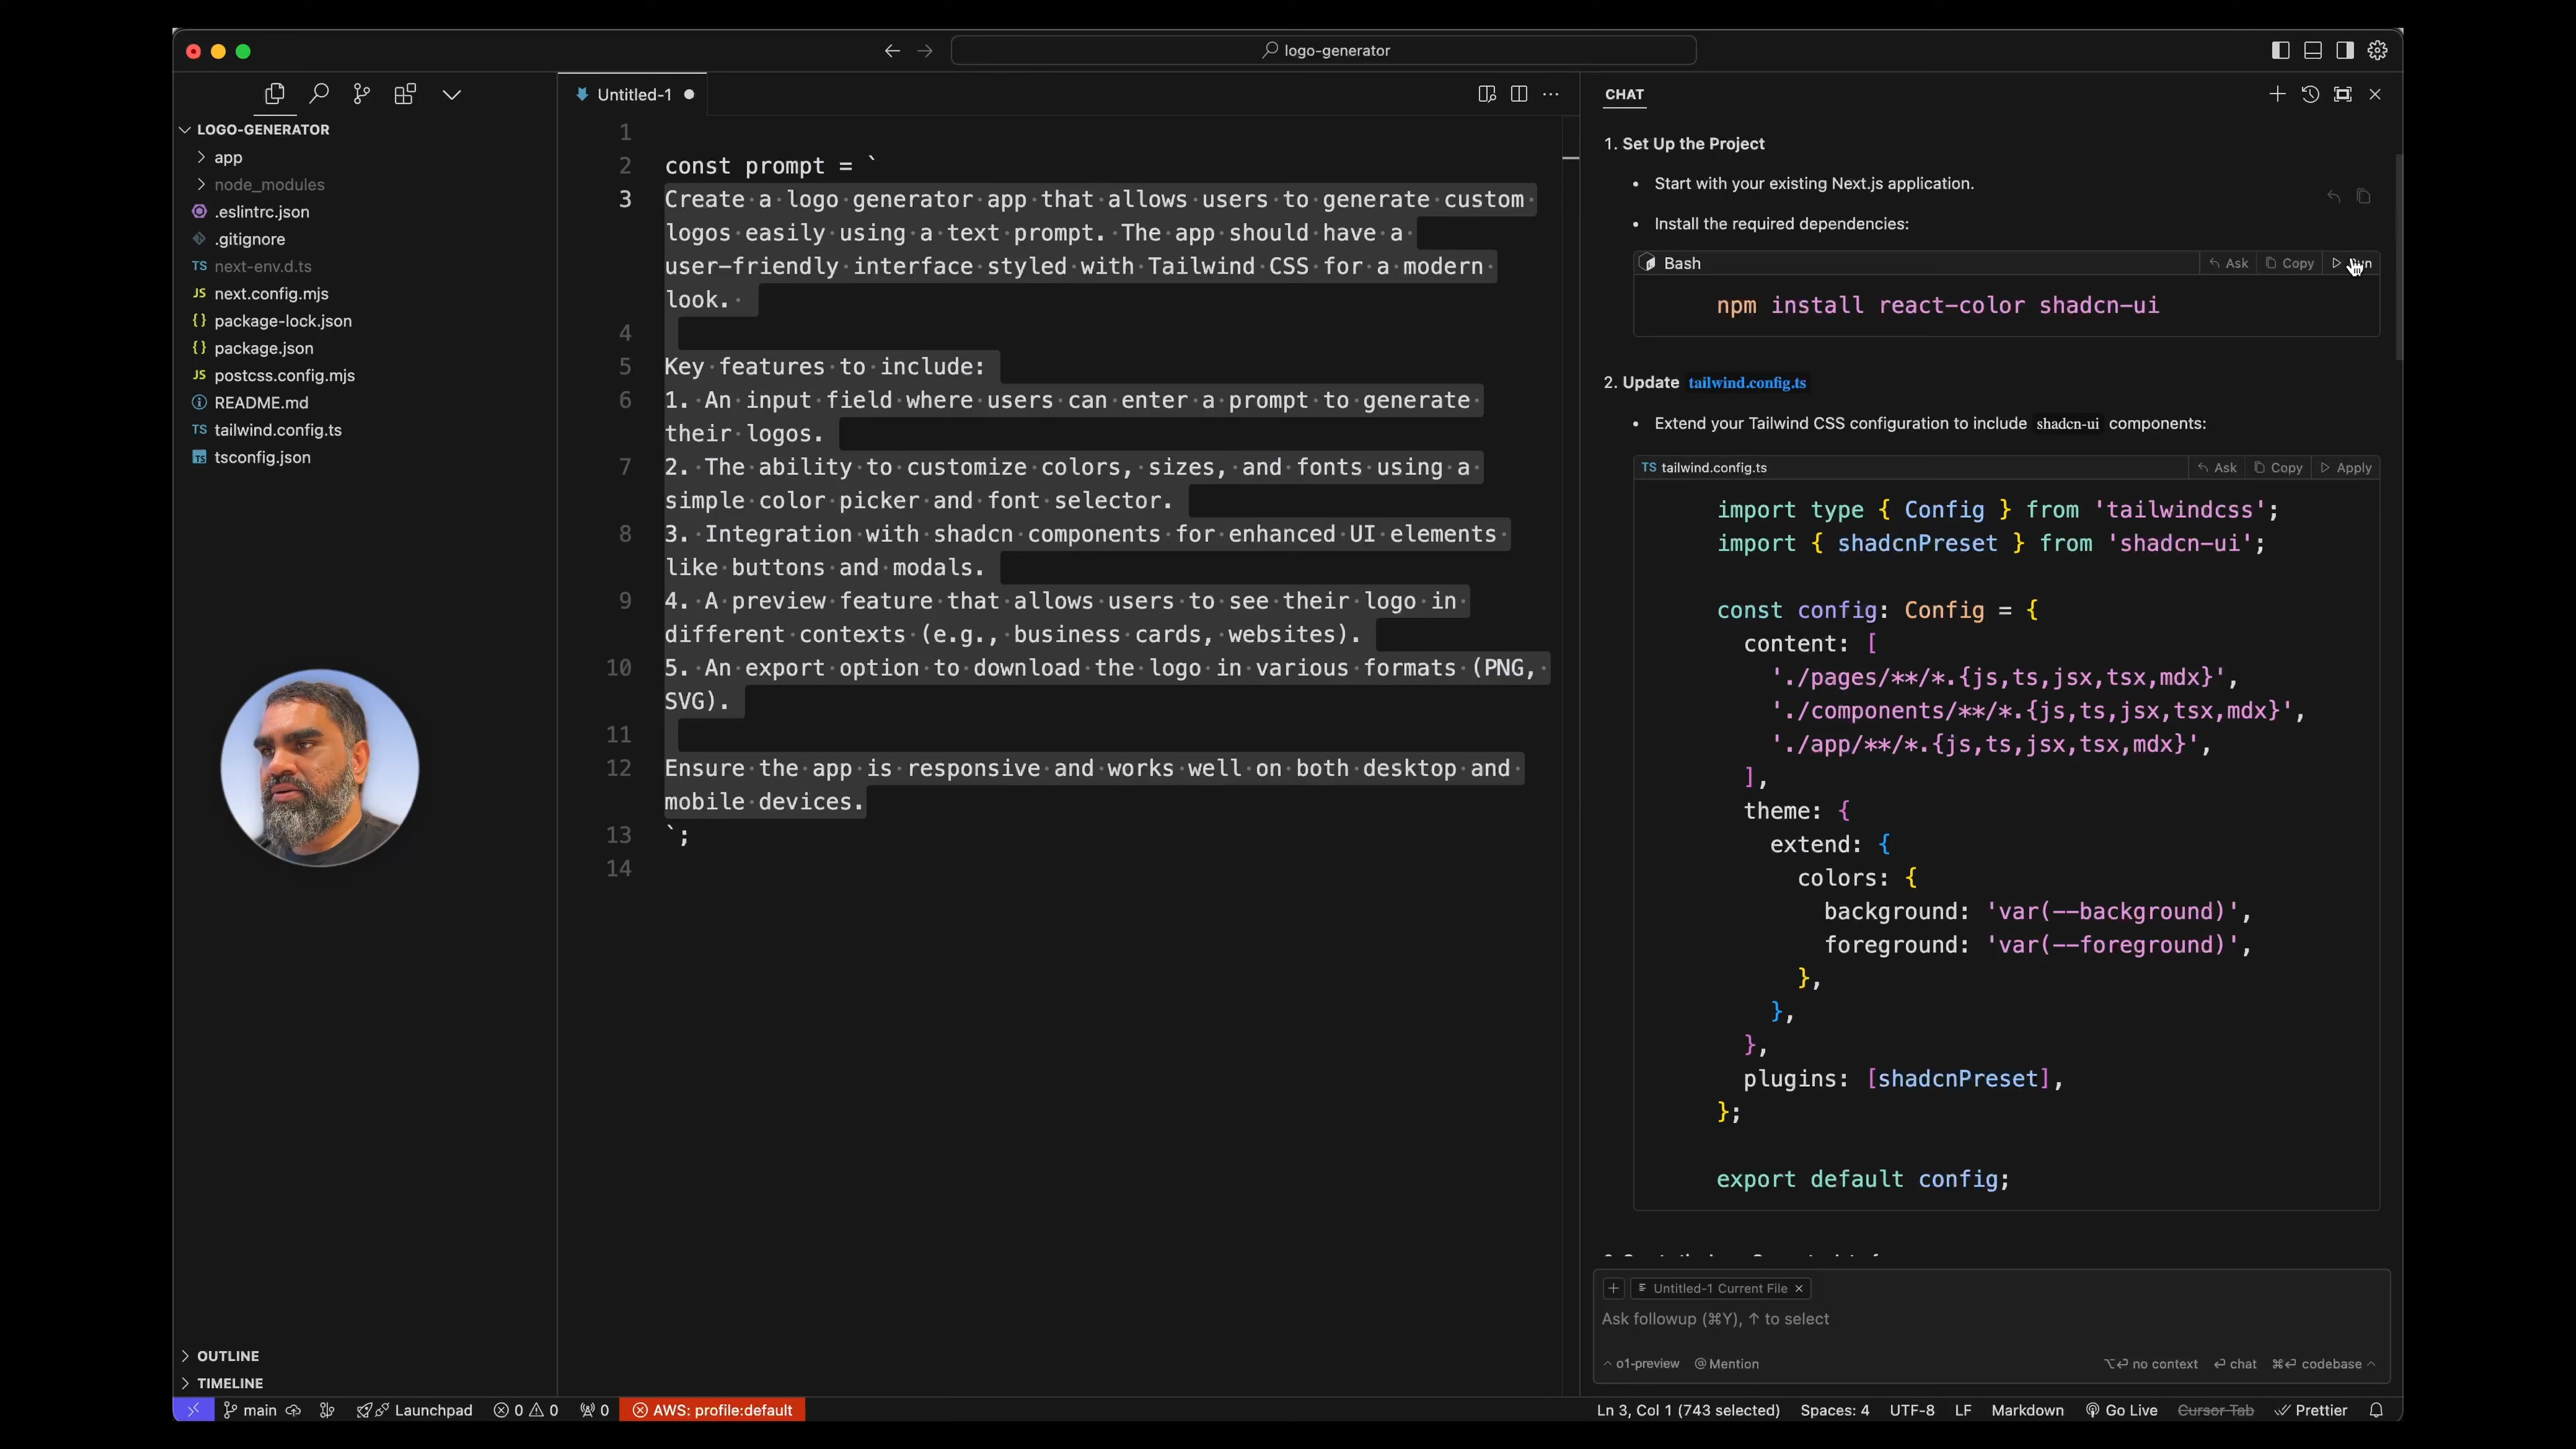 logo-generator
LOGO-GENERATOR
app
node_modules
.eslintrc.json
.gitignore
TS next-env.d.ts
JS next.config.mjs
{} package-lock.json
{} package.json
JS postcss.config.mjs
README.md
TS tailwind.config.ts
TS tsconfig.json
OUTLINE
TIMELINE
Untitled-1
1
2 const prompt = `
3 Create a logo generator app that allows users to generate custom
logos easily using a text prompt. The app should have a
user-friendly interface styled with Tailwind CSS for a modern
look.
4
5 Key features to include:
6 1. An input field where users can enter a prompt to generate
their logos.
7 2. The ability to customize colors, sizes, and fonts using a
simple color picker and font selector.
8 3. Integration with shadcn components for enhanced UI elements
like buttons and modals.
9 4. A preview feature that allows users to see their logo in
different contexts (e.g., business cards, websites).
10 5. An export option to download the logo in various formats (PNG,
SVG).
11
12 Ensure the app is responsive and works well on both desktop and
mobile devices.
13 `;
14
CHAT
1. Set Up the Project
• Start with your existing Next.js application.
• Install the required dependencies:
Bash Ask Copy
npm install react-color shadcn-ui
2. Update tailwind.config.ts
• Extend your Tailwind CSS configuration to include shadcn-ui components:
TS tailwind.config.ts Ask Copy Apply
import type { Config } from 'tailwindcss';
import { shadcnPreset } from 'shadcn-ui';
const config: Config = {
content: [
'./pages/**/*.{js,ts,jsx,tsx,mdx}',
'./components/**/*.{js,ts,jsx,tsx,mdx}',
'./app/**/*.{js,ts,jsx,tsx,mdx}',
],
theme: {
extend: {
colors: {
background: 'var(--background)',
foreground: 'var(--foreground)',
},
},
},
plugins: [shadcnPreset],
};
export default config;
Untitled-1 Current File ×
Ask followup (⌘Y), ↑ to select
o1-preview @ Mention ⌥⏎ no context ⏎ chat ⌘⏎ codebase
main Launchpad 0 0 0 AWS: profile:default Ln 3, Col 1 (743 selected) Spaces: 4 UTF-8 LF Markdown Go Live Cursor Tab Prettier